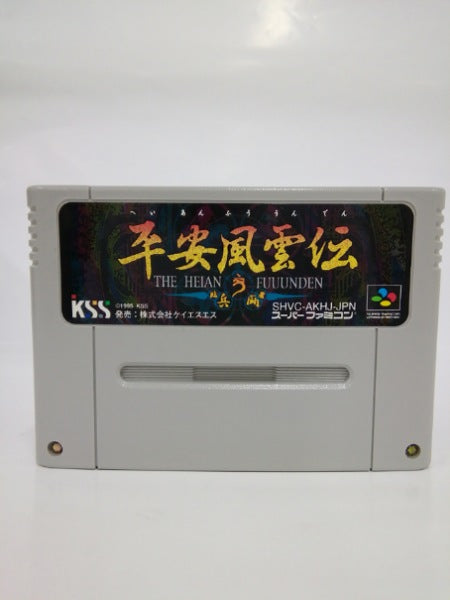 へいあんふううんでん
平安風雲伝
THE HEIAN FUUUNDEN
KSS
©1995 KSS
発売：株式会社ケイエスエス
SHVC-AKHJ-JPN
スーパーファミコン